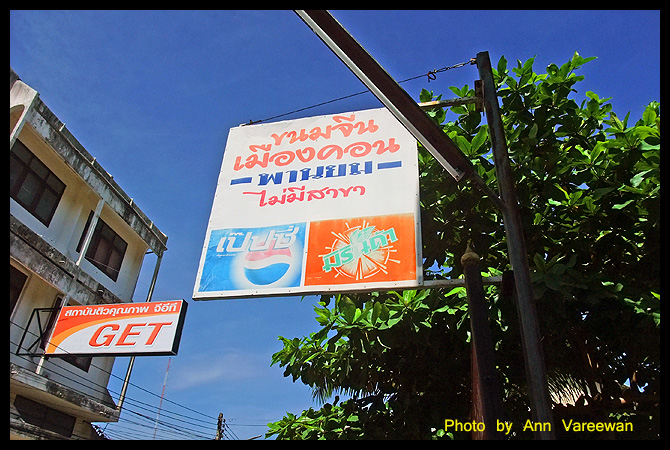 ขนมจีน
เมืองคอน
พานยม
ไม่มีสาขา
เป๊ปซี่
มิรินด้า
สถาบันติวคุณภาพ จีอีที
GET
Photo by Ann Vareewan